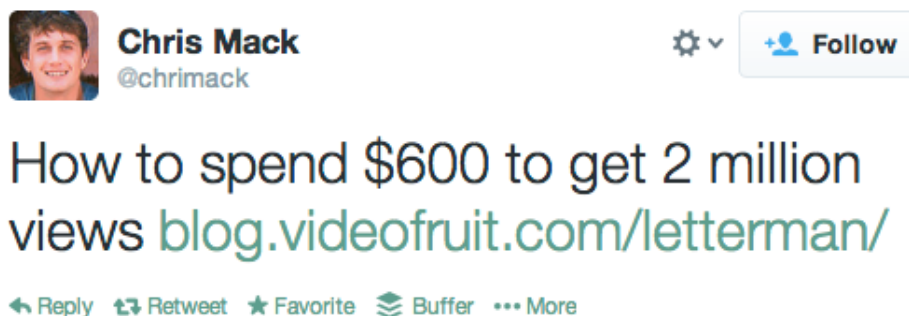 Chris Mack
@chrimack
Follow
How to spend $600 to get 2 million
views blog.videofruit.com/letterman/
Reply Retweet Favorite Buffer More